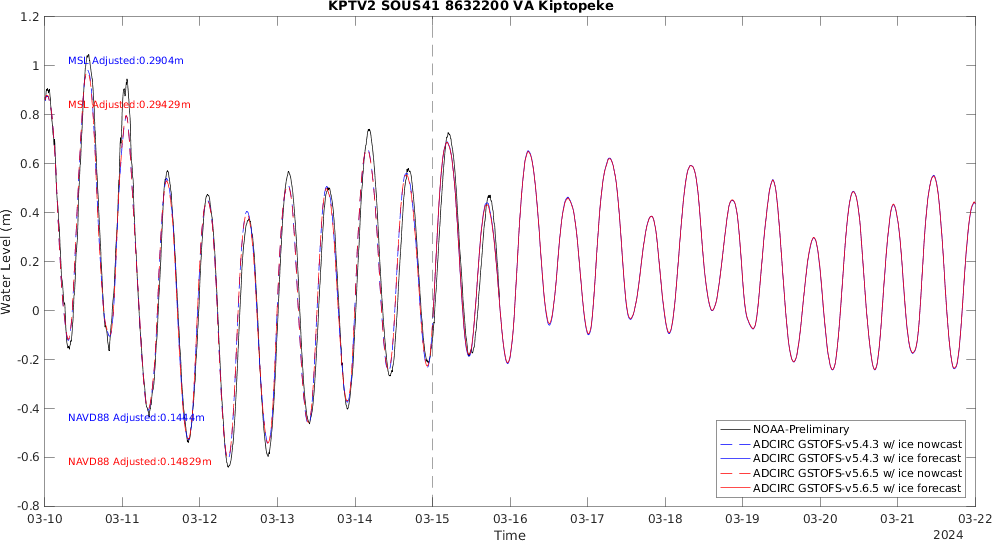 KPTV2 SOUS41 8632200 VA Kiptopeke
1.2
1
0.8
0.6
0.4
0.2
0
-0.2
-0.4
-0.6
-0.8
Water Level (m)
MSL Adjusted:0.2904m
MSL Adjusted:0.29429m
NAVD88 Adjusted:0.1444m
NAVD88 Adjusted:0.14829m
NOAA-Preliminary
ADCIRC GSTOFS-v5.4.3 w/ ice nowcast
ADCIRC GSTOFS-v5.4.3 w/ ice forecast
ADCIRC GSTOFS-v5.6.5 w/ ice nowcast
ADCIRC GSTOFS-v5.6.5 w/ ice forecast
03-10 03-11 03-12 03-13 03-14 03-15 03-16 03-17 03-18 03-19 03-20 03-21 03-22
Time
2024